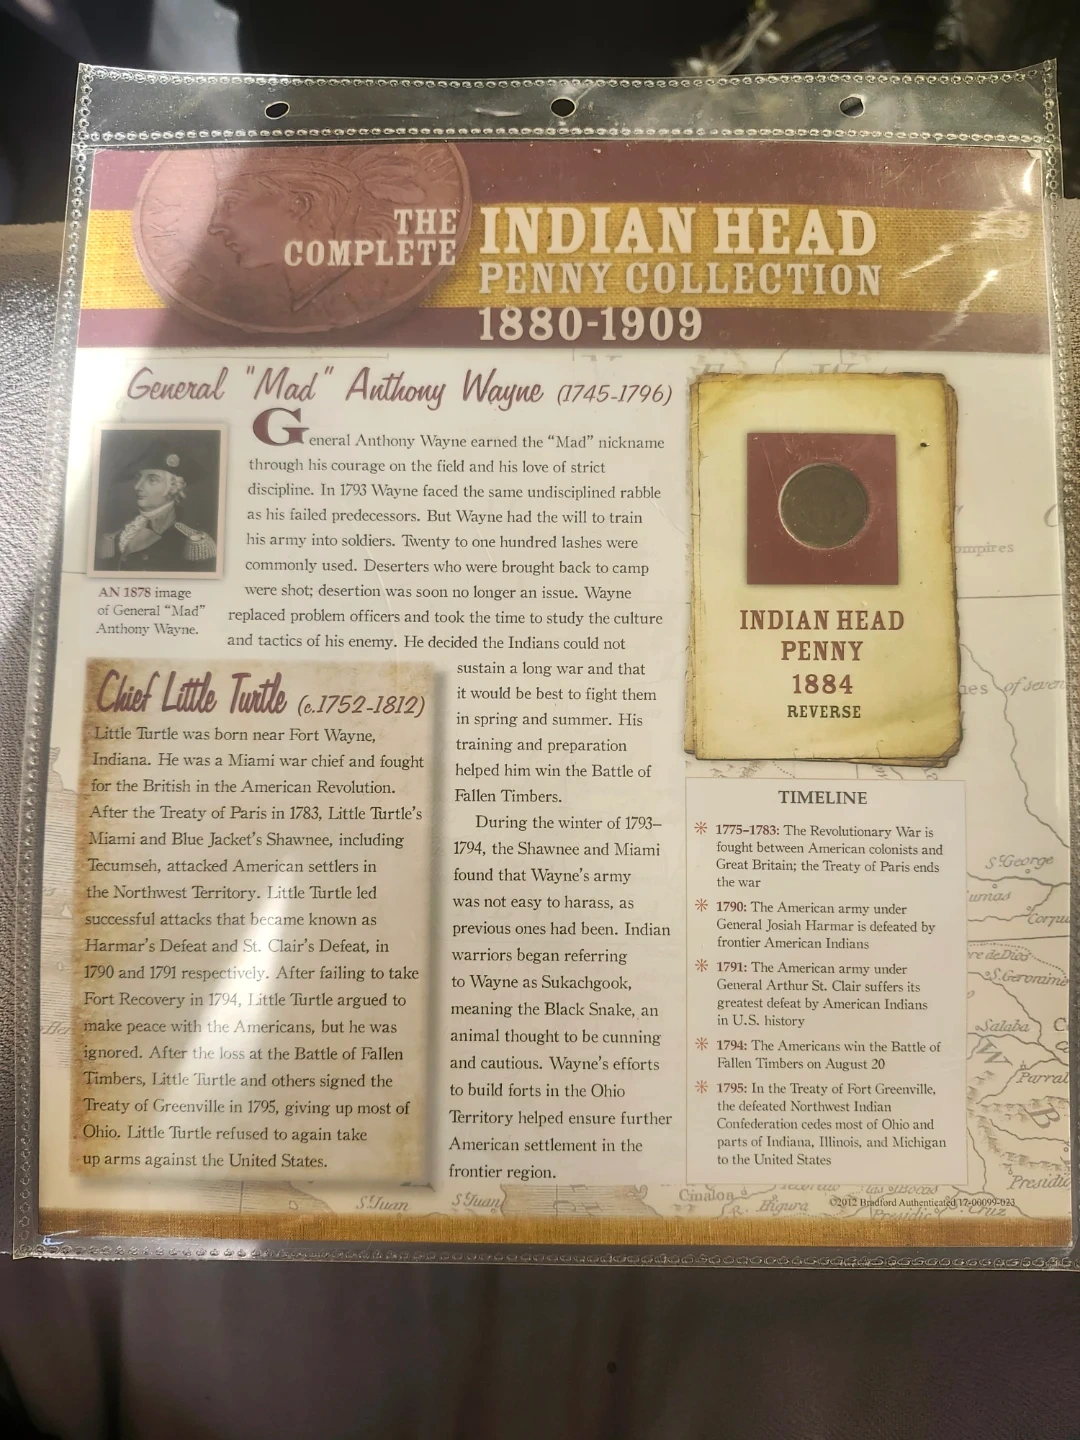 THE COMPLETE INDIAN HEAD
PENNY COLLECTION
1880-1909
General "Mad" Anthony Wayne (1745-1796)
General Anthony Wayne earned the "Mad" nickname
through his courage on the field and his love of strict
discipline. In 1793 Wayne faced the same undisciplined rabble
as his failed predecessors. But Wayne had the will to train
his army into soldiers. Twenty to one hundred lashes were
commonly used. Deserters who were brought back to camp
were shot; desertion was soon no longer an issue. Wayne
replaced problem officers and took the time to study the culture
and tactics of his enemy. He decided the Indians could not
sustain a long war and that
it would be best to fight them
in spring and summer. His
training and preparation
helped him win the Battle of
Fallen Timbers.
During the winter of 1793–
1794, the Shawnee and Miami
found that Wayne's army
was not easy to harass, as
previous ones had been. Indian
warriors began referring
to Wayne as Sukachgook,
meaning the Black Snake, an
animal thought to be cunning
and cautious. Wayne's efforts
to build forts in the Ohio
Territory helped ensure further
American settlement in the
frontier region.
AN 1878 image
of General "Mad"
Anthony Wayne.
Chief Little Turtle (c.1752-1812)
Little Turtle was born near Fort Wayne,
Indiana. He was a Miami war chief and fought
for the British in the American Revolution.
After the Treaty of Paris in 1783, Little Turtle's
Miami and Blue Jacket's Shawnee, including
Tecumseh, attacked American settlers in
the Northwest Territory. Little Turtle led
successful attacks that became known as
Harmar's Defeat and St. Clair's Defeat, in
1790 and 1791 respectively. After failing to take
Fort Recovery in 1794, Little Turtle argued to
make peace with the Americans, but he was
ignored. After the loss at the Battle of Fallen
Timbers, Little Turtle and others signed the
Treaty of Greenville in 1795, giving up most of
Ohio. Little Turtle refused to again take
up arms against the United States.
INDIAN HEAD
PENNY
1884
REVERSE
TIMELINE
1775–1783: The Revolutionary War is
fought between American colonists and
Great Britain; the Treaty of Paris ends
the war
1790: The American army under
General Josiah Harmar is defeated by
frontier American Indians
1791: The American army under
General Arthur St. Clair suffers its
greatest defeat by American Indians
in U.S. history
1794: The Americans win the Battle of
Fallen Timbers on August 20
1795: In the Treaty of Fort Greenville,
the defeated Northwest Indian
Confederation cedes most of Ohio and
parts of Indiana, Illinois, and Michigan
to the United States
©2012 Bradford Authenticated 17-00099-023
of seven
S. George
S. Geronimo
Salaba
Parral
Presidio
S. Juan
S. Juan
Cinaloa
R. Higura